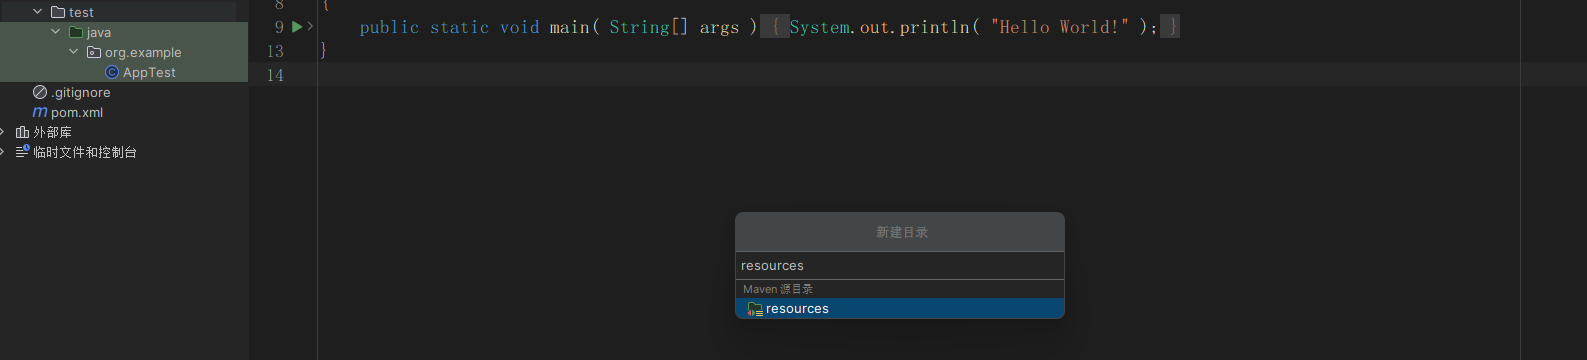 test
java
org.example
AppTest
.gitignore
pom.xml
外部库
临时文件和控制台
8 {
9 public static void main( String[] args ) { System.out.println( "Hello World!" ); }
13 }
14
新建目录
resources
Maven 源目录
resources